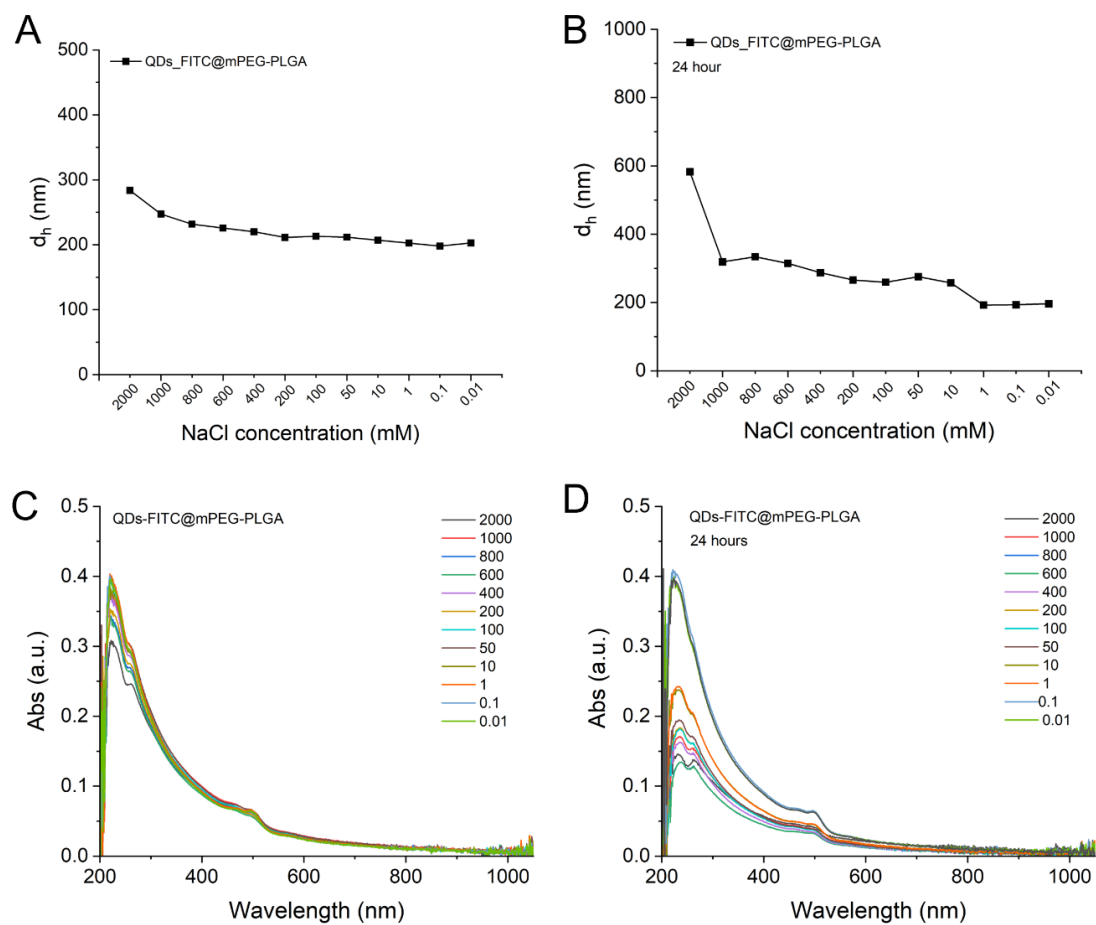 A
500
400
300
200
100
0
d_h (nm)
QDs_FITC@mPEG-PLGA
2000 1000 800 600 400 200 100 50 10 1 0.1 0.01
NaCl concentration (mM)
B
1000
800
600
400
200
0
d_h (nm)
QDs_FITC@mPEG-PLGA
24 hour
2000 1000 800 600 400 200 100 50 10 1 0.1 0.01
NaCl concentration (mM)
C
0.5
0.4
0.3
0.2
0.1
0.0
Abs (a.u.)
QDs-FITC@mPEG-PLGA
2000
1000
800
600
400
200
100
50
10
1
0.1
0.01
200 400 600 800 1000
Wavelength (nm)
D
0.5
0.4
0.3
0.2
0.1
0.0
Abs (a.u.)
QDs-FITC@mPEG-PLGA
24 hours
2000
1000
800
600
400
200
100
50
10
1
0.1
0.01
200 400 600 800 1000
Wavelength (nm)